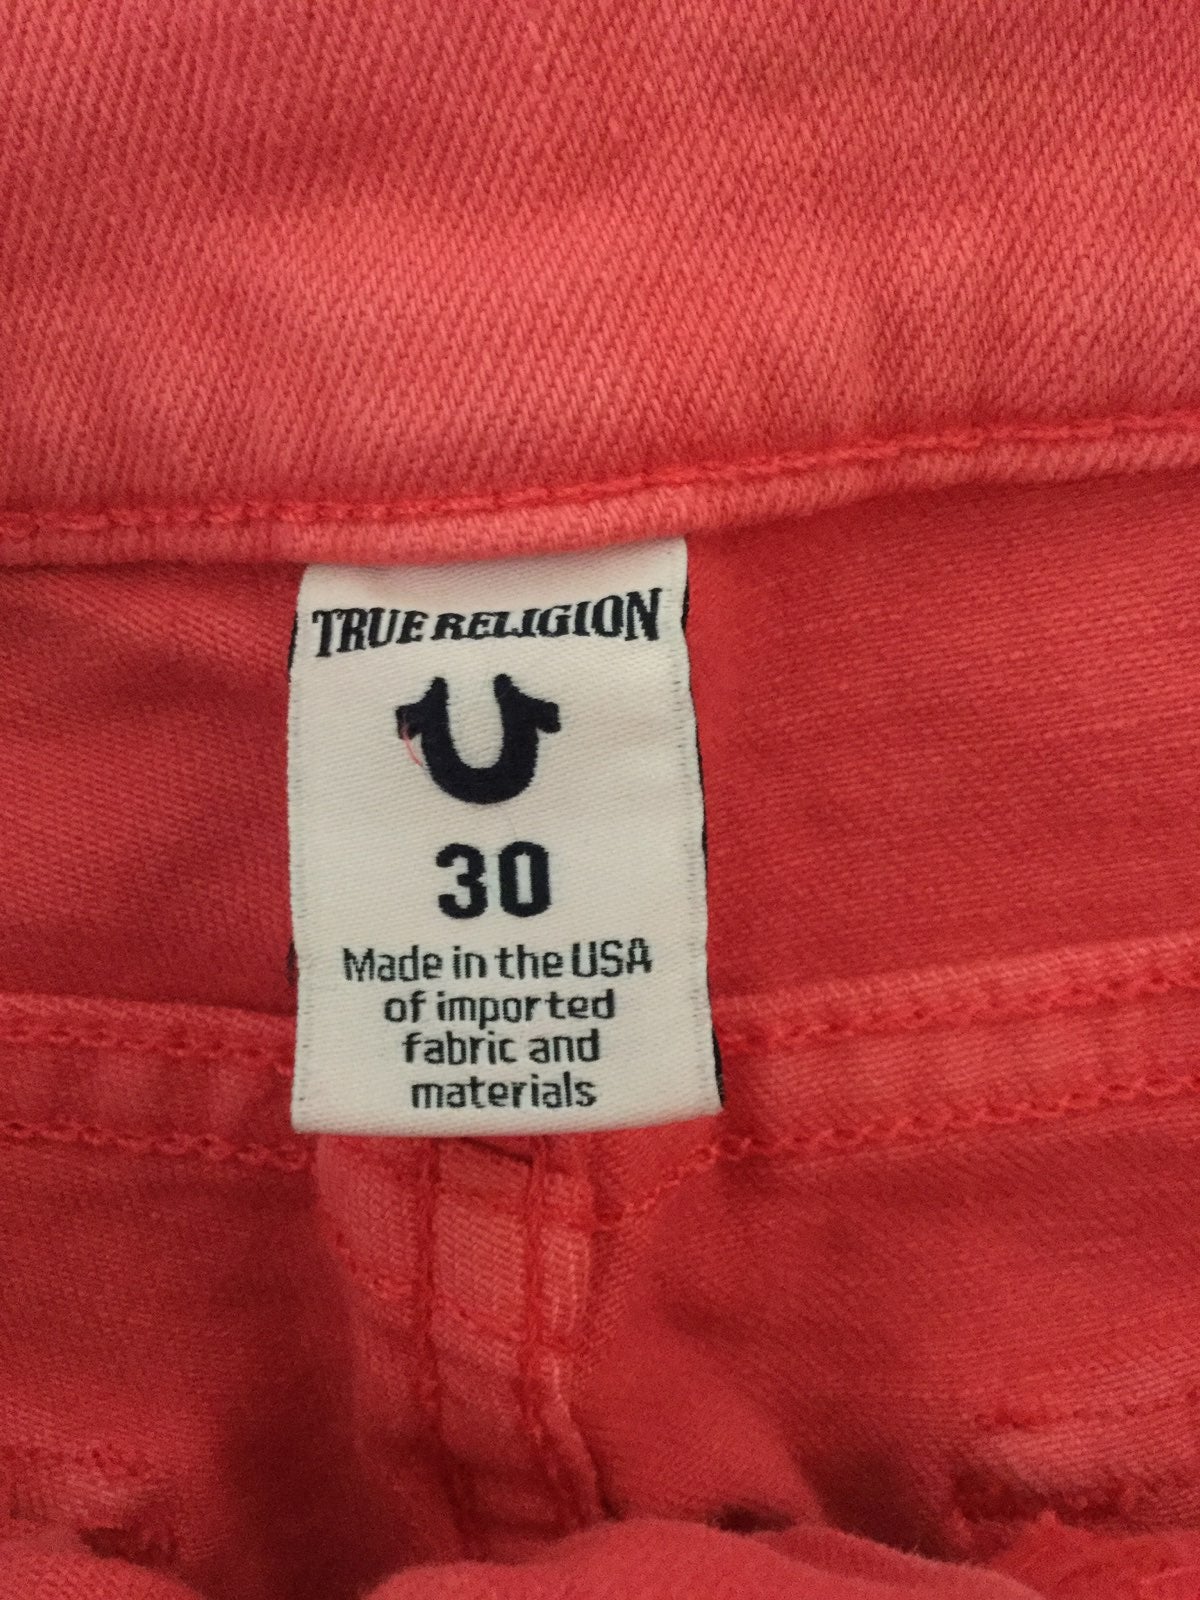 TRUE RELIGION
30
Made in the USA
of imported
fabric and
materials